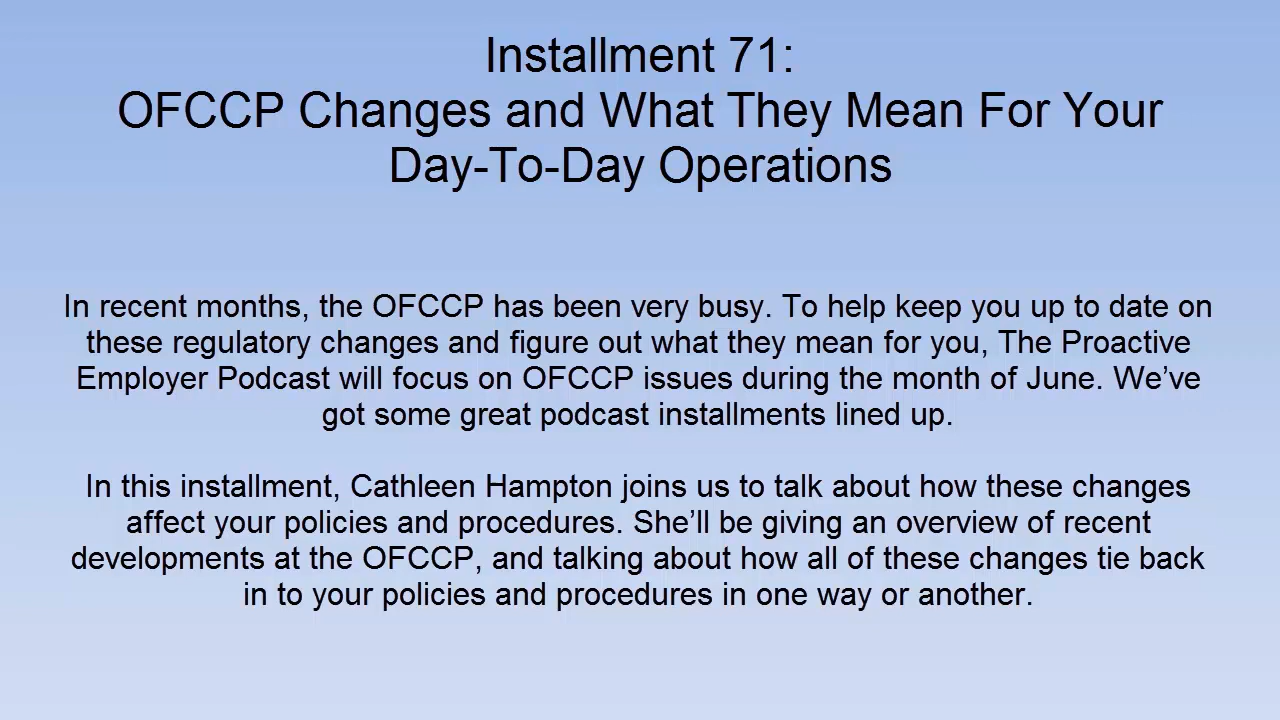 Installment 71:
OFCCP Changes and What They Mean For Your
Day-To-Day Operations
In recent months, the OFCCP has been very busy. To help keep you up to date on
these regulatory changes and figure out what they mean for you, The Proactive
Employer Podcast will focus on OFCCP issues during the month of June. We’ve
got some great podcast installments lined up.
In this installment, Cathleen Hampton joins us to talk about how these changes
affect your policies and procedures. She’ll be giving an overview of recent
developments at the OFCCP, and talking about how all of these changes tie back
in to your policies and procedures in one way or another.